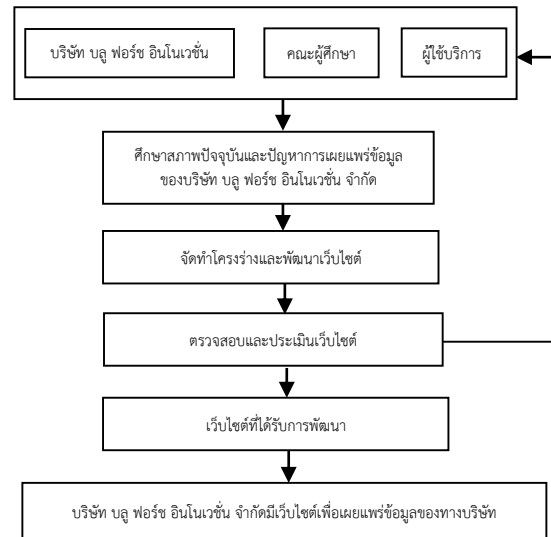 บริษัท บลู ฟอร์ซ อินโนเวชั่น
คณะผู้ศึกษา
ผู้ใช้บริการ
ศึกษาสภาพปัจจุบันและปัญหาการเผยแพร่ข้อมูล
ของบริษัท บลู ฟอร์ซ อินโนเวชั่น จำกัด
จัดทำโครงร่างและพัฒนาเว็บไซต์
ตรวจสอบและประเมินเว็บไซต์
เว็บไซต์ที่ได้รับการพัฒนา
บริษัท บลู ฟอร์ซ อินโนเวชั่น จำกัดมีเว็บไซต์เพื่อเผยแพร่ข้อมูลของทางบริษัท